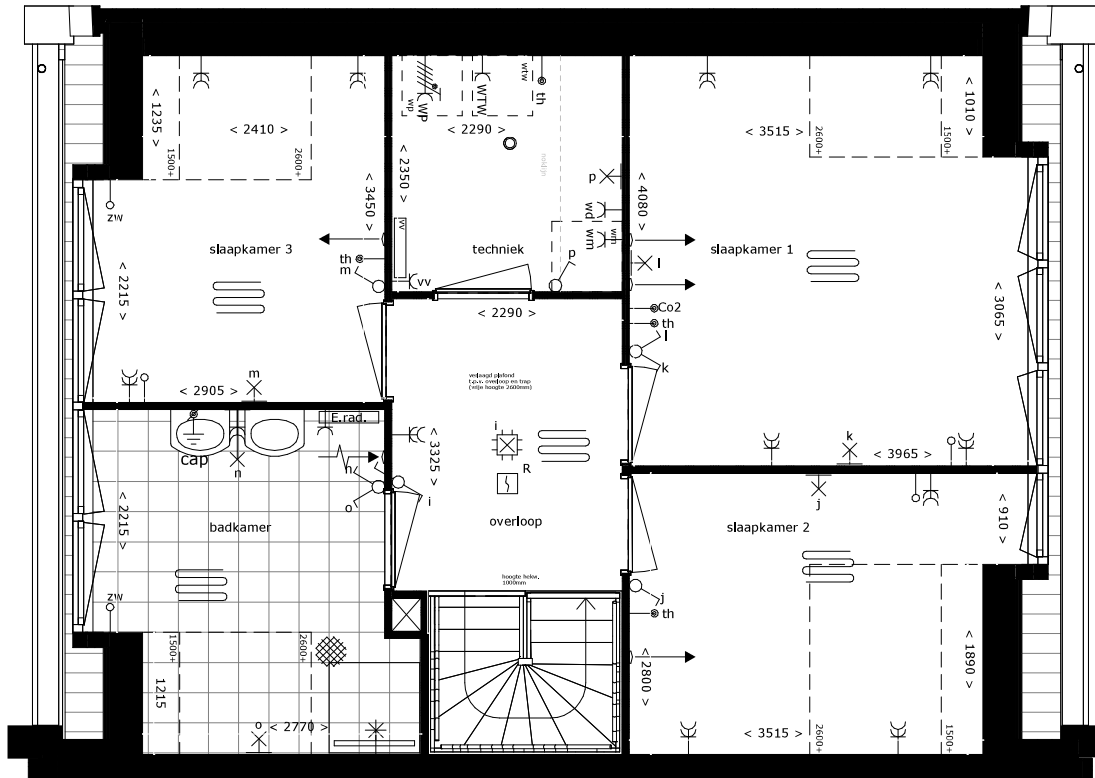 < 1235 >
< 2410 >
1500+
2600+
< 3450 >
zw
slaapkamer 3
th
m
< 2215 >
< 2905 >
m
wp
WP
WTW
wtw
th
< 2290 >
< 2350 >
noklijn
vv
p
wd
wm
wm
techniek
p
vv
< 2290 >
< 3515 >
2600+
1500+
< 1010 >
< 4080 >
slaapkamer 1
l
Co2
th
l
k
< 3065 >
k
< 3965 >
verlaagd plafond
t.p.v. overloop en trap
(vrije hoogte 2600mm)
i
R
< 3325 >
i
overloop
hoogte hekw.
1000mm
E.rad.
cap
n
n
o
< 2215 >
badkamer
zw
1500+
2600+
1215
o
< 2770 >
j
slaapkamer 2
< 910 >
j
th
< 2800 >
< 1890 >
< 3515 >
2600+
1500+